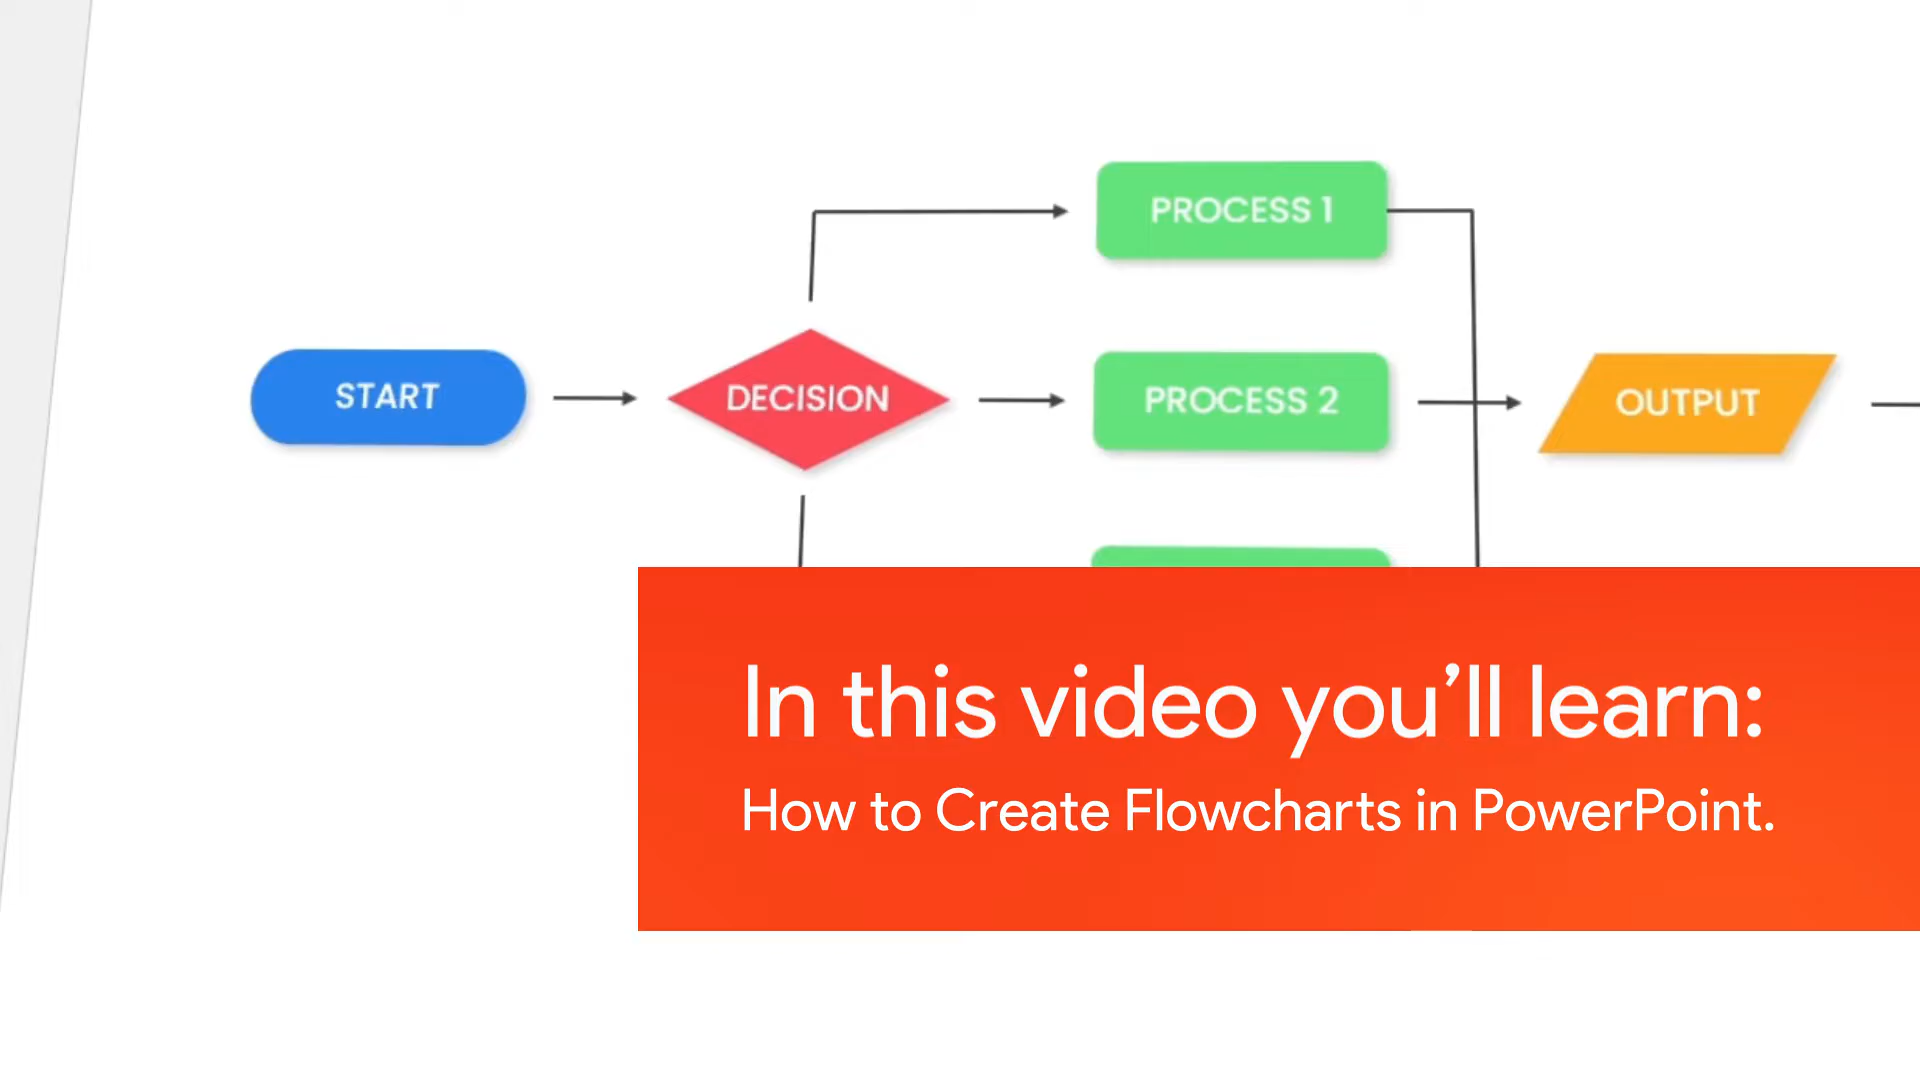 PROCESS 1
START
DECISION
PROCESS 2
OUTPUT
In this video you’ll learn:
How to Create Flowcharts in PowerPoint.